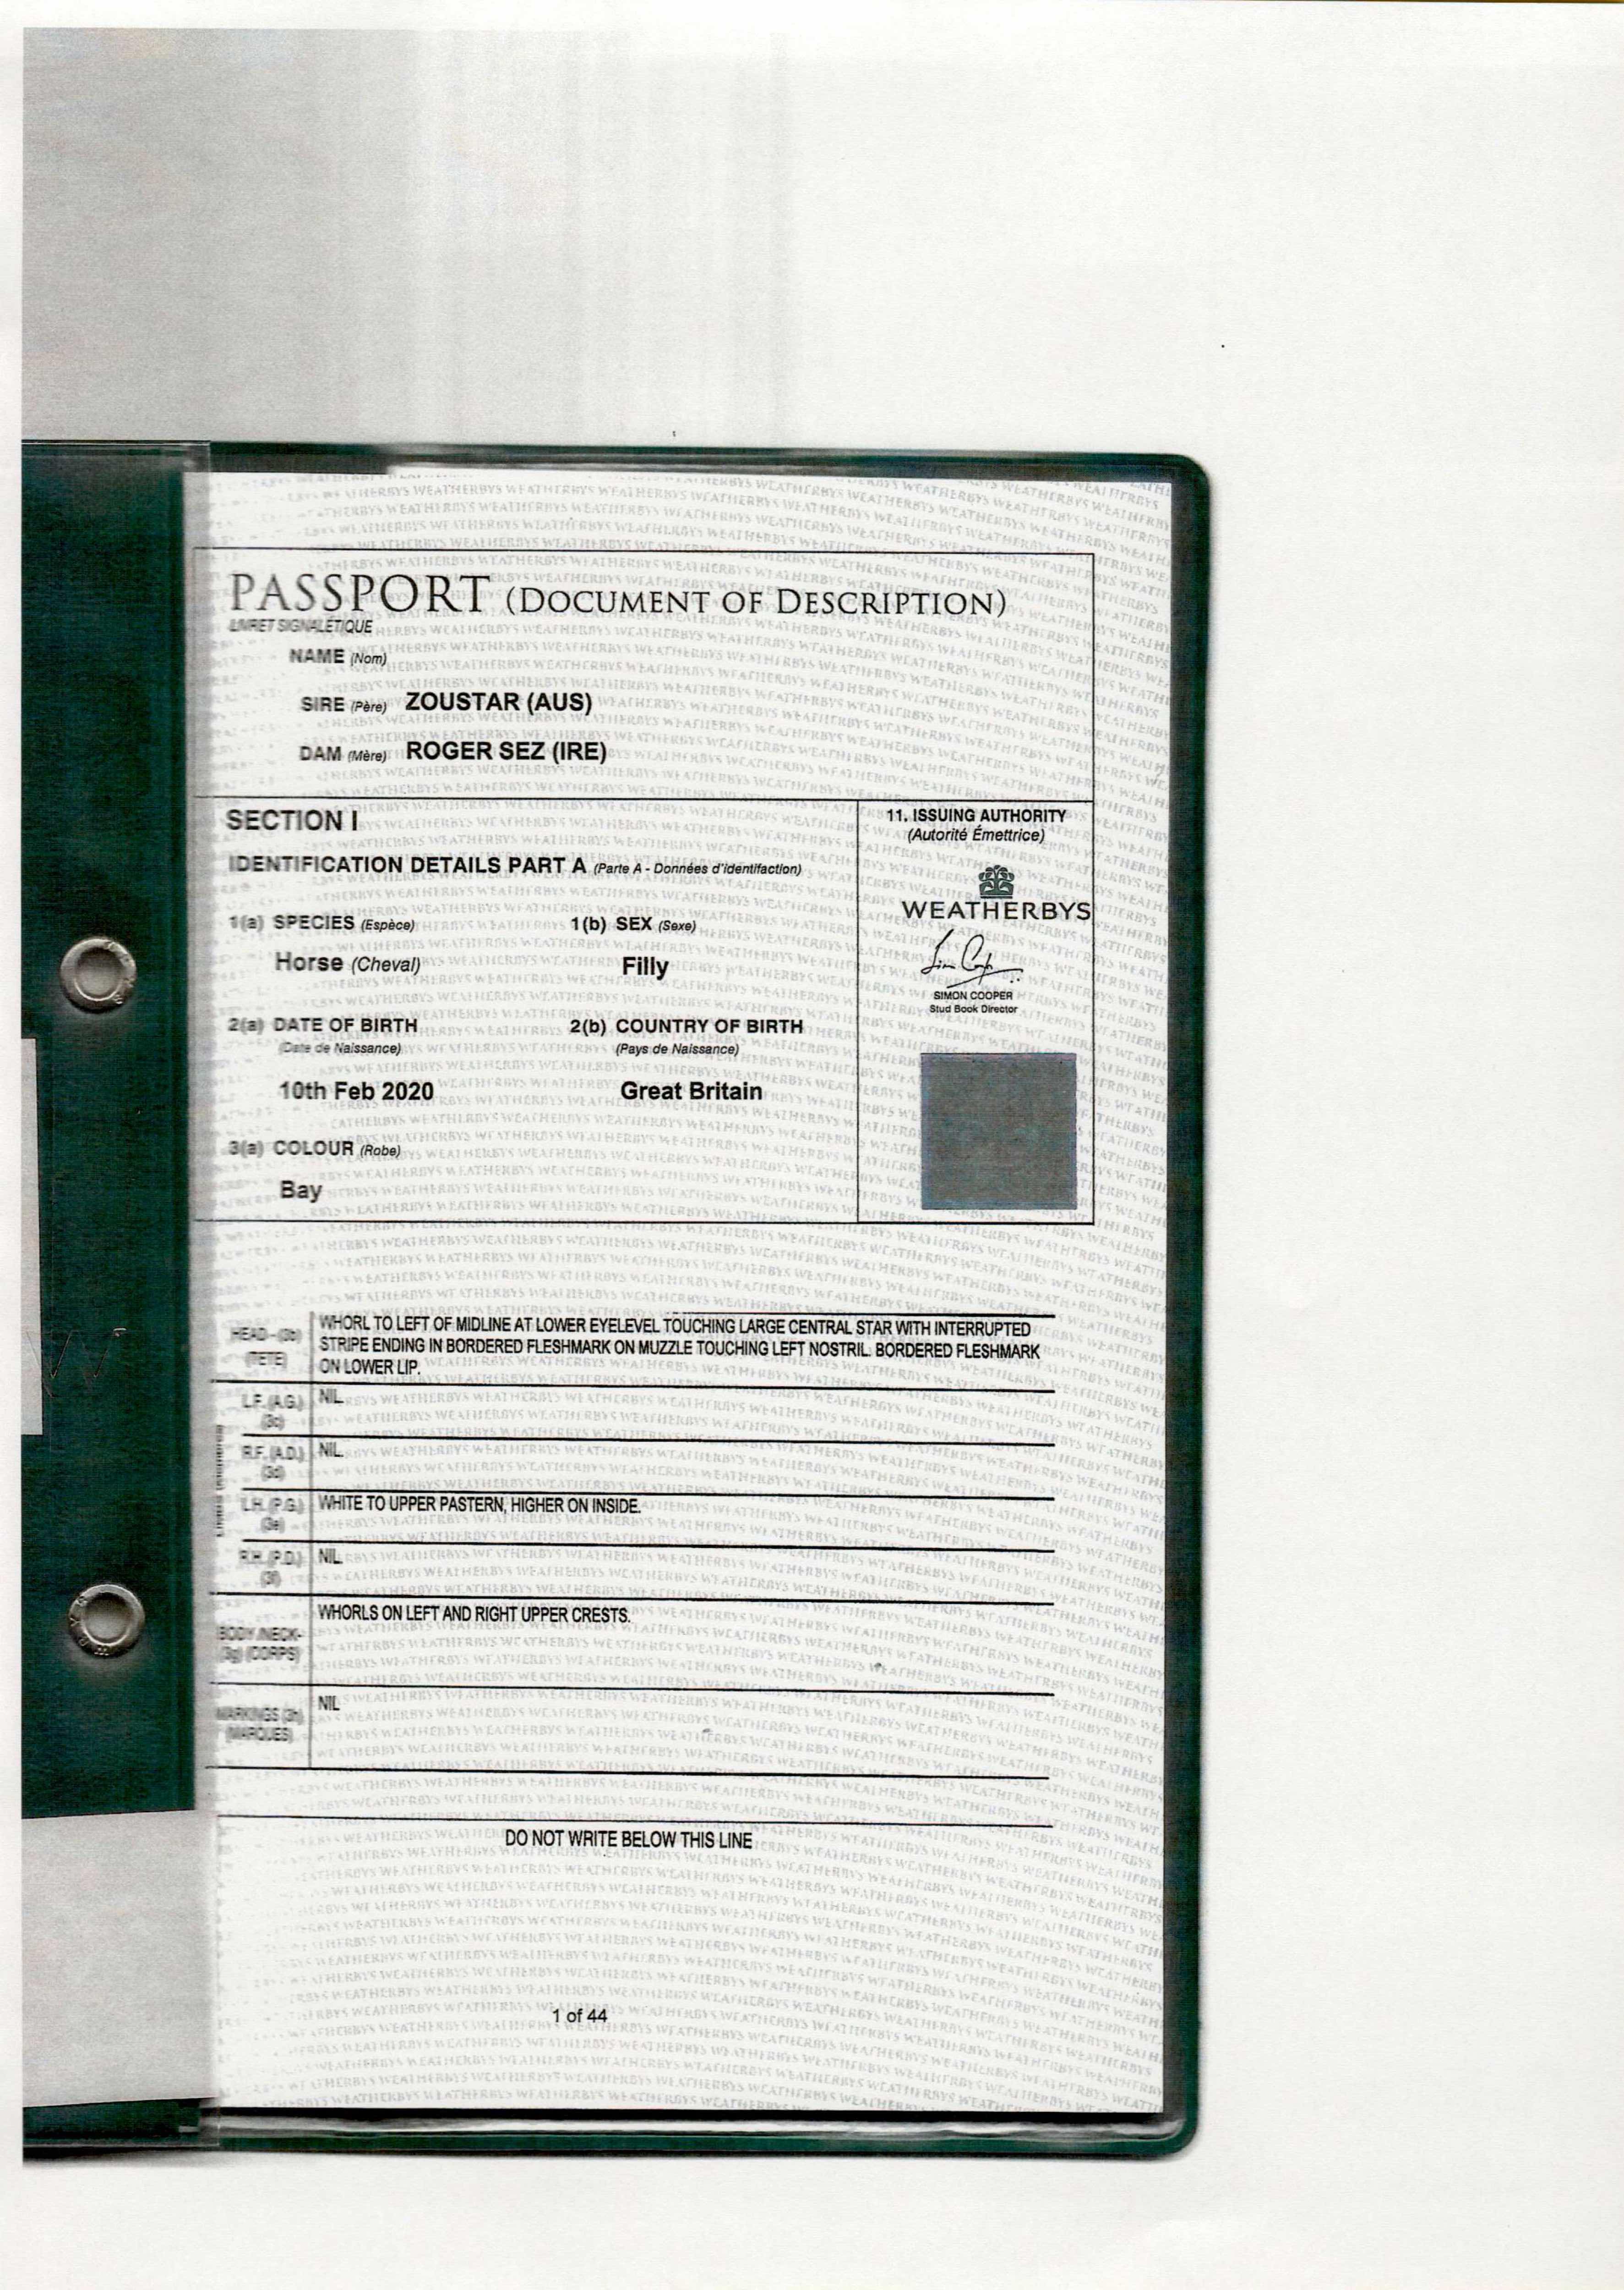 PASSPORT (DOCUMENT OF DESCRIPTION)
LIVRET SIGNALÉTIQUE
NAME (Nom)
SIRE (Père) ZOUSTAR (AUS)
DAM (Mère) ROGER SEZ (IRE)
SECTION I
IDENTIFICATION DETAILS PART A (Parte A - Données d'identifaction)
1(a) SPECIES (Espèce) 1(b) SEX (Sexe)
Horse (Cheval) Filly
2(a) DATE OF BIRTH 2(b) COUNTRY OF BIRTH
(Date de Naissance) (Pays de Naissance)
10th Feb 2020 Great Britain
3(a) COLOUR (Robe)
Bay
11. ISSUING AUTHORITY
(Autorité Émettrice)
WEATHERBYS
SIMON COOPER
Stud Book Director
HEAD - (3b)
(TETE)
WHORL TO LEFT OF MIDLINE AT LOWER EYELEVEL TOUCHING LARGE CENTRAL STAR WITH INTERRUPTED
STRIPE ENDING IN BORDERED FLESHMARK ON MUZZLE TOUCHING LEFT NOSTRIL. BORDERED FLESHMARK
ON LOWER LIP.
L.F. (A.G.) NIL.
(3c)
R.F. (A.D.) NIL.
(3d)
L.H. (P.G.) WHITE TO UPPER PASTERN, HIGHER ON INSIDE.
(3e)
R.H. (P.D.) NIL.
(3f)
WHORLS ON LEFT AND RIGHT UPPER CRESTS.
BODY /NECK-
(3g) (CORPS)
NIL
MARKINGS (3h)
(MARQUES)
DO NOT WRITE BELOW THIS LINE
1 of 44